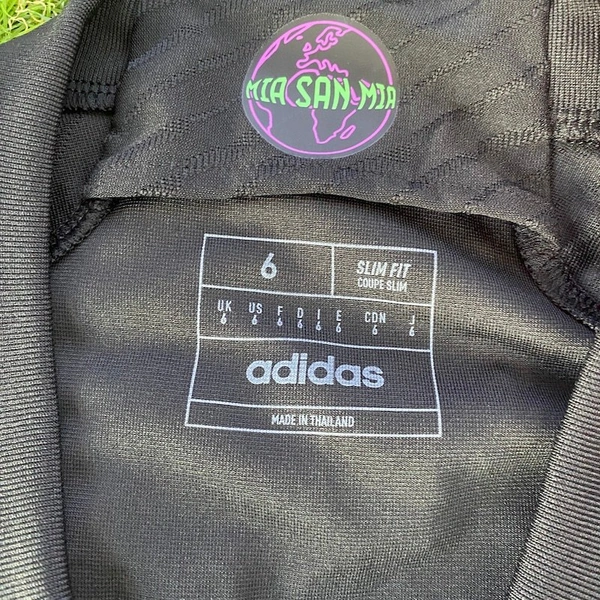 MIA SAN MIA
6
SLIM FIT
COUPE SLIM
UK US F D I E CDN J
6 6 6 6 6 6 6 6
adidas
MADE IN THAILAND